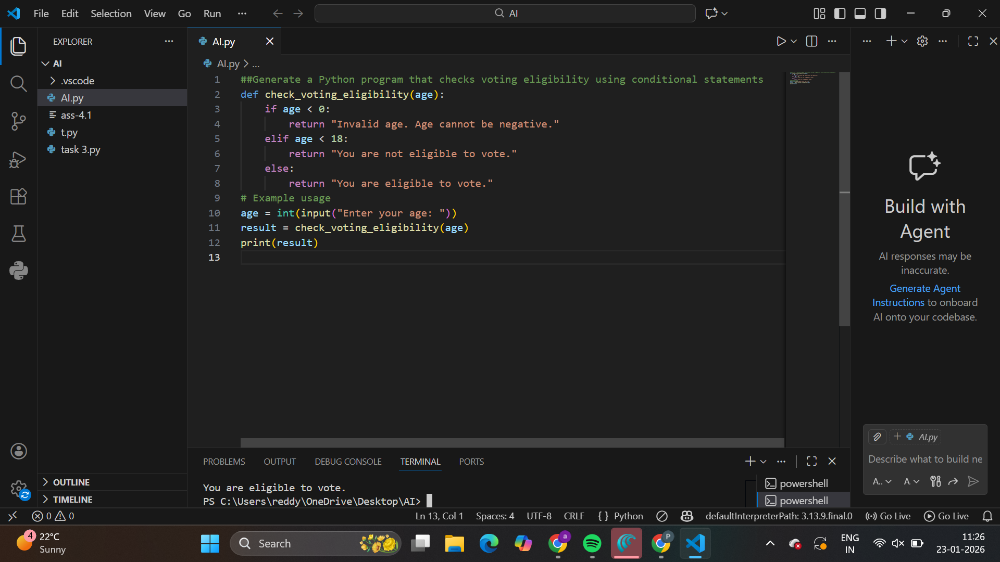 File Edit Selection View Go Run ... AI
EXPLORER ...
AI
.vscode
AI.py
ass-4.1
t.py
task 3.py
OUTLINE
TIMELINE
AI.py
AI.py > ...
1 ##Generate a Python program that checks voting eligibility using conditional statements
2 def check_voting_eligibility(age):
3 if age < 0:
4 return "Invalid age. Age cannot be negative."
5 elif age < 18:
6 return "You are not eligible to vote."
7 else:
8 return "You are eligible to vote."
9 # Example usage
10 age = int(input("Enter your age: "))
11 result = check_voting_eligibility(age)
12 print(result)
13
PROBLEMS OUTPUT DEBUG CONSOLE TERMINAL PORTS
You are eligible to vote.
PS C:\Users\reddy\OneDrive\Desktop\AI>
powershell
powershell
Build with
Agent
AI responses may be
inaccurate.
Generate Agent
Instructions to onboard
AI onto your codebase.
AI.py
Describe what to build ne
A.. A
0 0
Ln 13, Col 1 Spaces: 4 UTF-8 CRLF { } Python defaultInterpreterPath: 3.13.9.final.0 Go Live Go Live
4
22°C
Sunny
Search
a
P
ENG
IN
11:26
23-01-2026